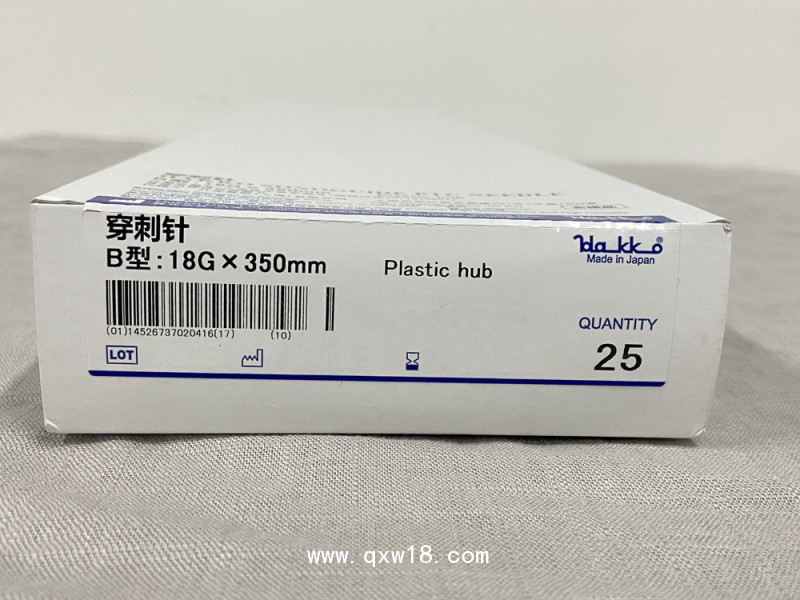 穿刺针
B型:18G×350mm
Plastic hub
hakko®
Made in Japan
(01)14526737020416(17) (10)
QUANTITY
LOT
25
www.qxw18.com